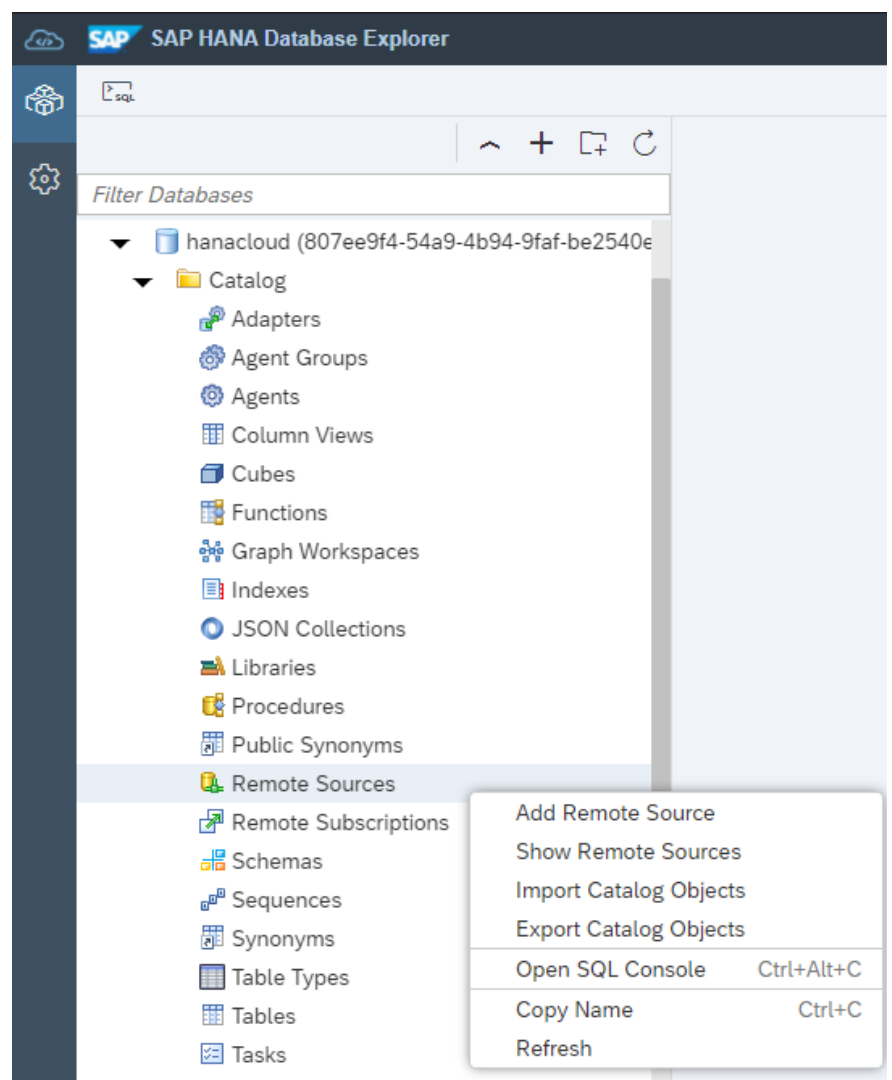 SAP SAP HANA Database Explorer
SQL
Filter Databases
hanacloud (807ee9f4-54a9-4b94-9faf-be2540e
Catalog
Adapters
Agent Groups
Agents
Column Views
Cubes
Functions
Graph Workspaces
Indexes
JSON Collections
Libraries
Procedures
Public Synonyms
Remote Sources
Remote Subscriptions
Schemas
Sequences
Synonyms
Table Types
Tables
Tasks
Add Remote Source
Show Remote Sources
Import Catalog Objects
Export Catalog Objects
Open SQL Console Ctrl+Alt+C
Copy Name Ctrl+C
Refresh